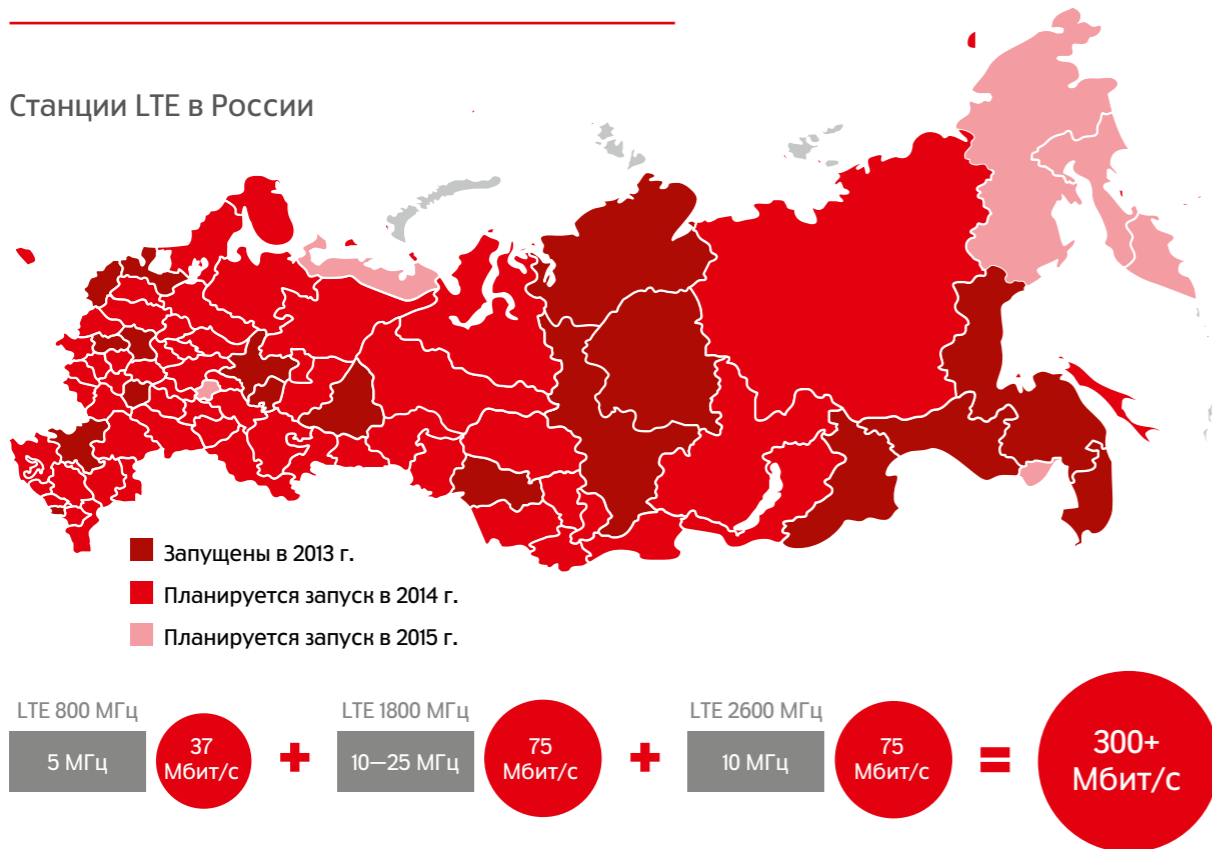 Станции LTE в России
Запущены в 2013 г.
Планируется запуск в 2014 г.
Планируется запуск в 2015 г.
LTE 800 МГц
5 МГц
37
Мбит/с
+
LTE 1800 МГц
10—25 МГц
75
Мбит/с
+
LTE 2600 МГц
10 МГц
75
Мбит/с
=
300+
Мбит/с